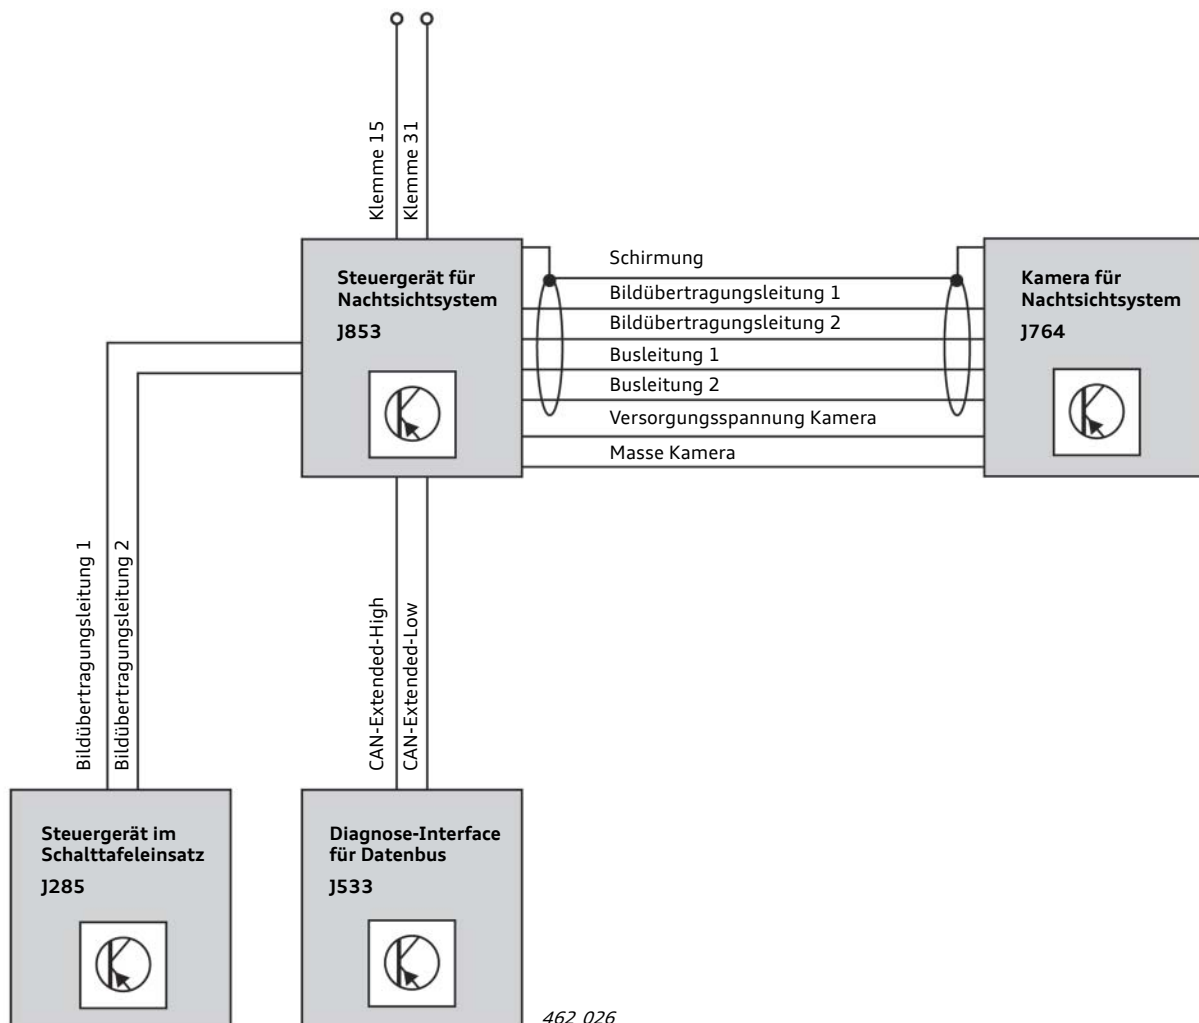 Klemme 15
Klemme 31
Steuergerät für
Nachtsichtsystem
J853
Schirmung
Bildübertragungsleitung 1
Bildübertragungsleitung 2
Busleitung 1
Busleitung 2
Versorgungsspannung Kamera
Masse Kamera
Kamera für
Nachtsichtsystem
J764
Bildübertragungsleitung 1
Bildübertragungsleitung 2
CAN-Extended-High
CAN-Extended-Low
Steuergerät im
Schalttafeleinsatz
J285
Diagnose-Interface
für Datenbus
J533
462_026